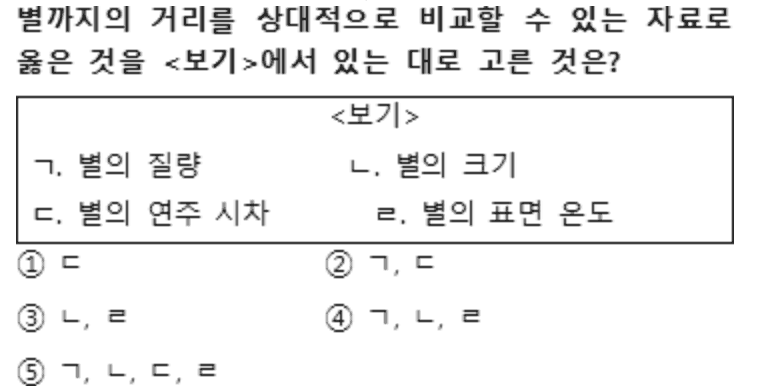 별까지의 거리를 상대적으로 비교할 수 있는 자료로
옳은 것을 <보기>에서 있는 대로 고른 것은?
<보기>
ㄱ. 별의 질량 ㄴ. 별의 크기
ㄷ. 별의 연주 시차 ㄹ. 별의 표면 온도
① ㄷ ② ㄱ, ㄷ
③ ㄴ, ㄹ ④ ㄱ, ㄴ, ㄹ
⑤ ㄱ, ㄴ, ㄷ, ㄹ